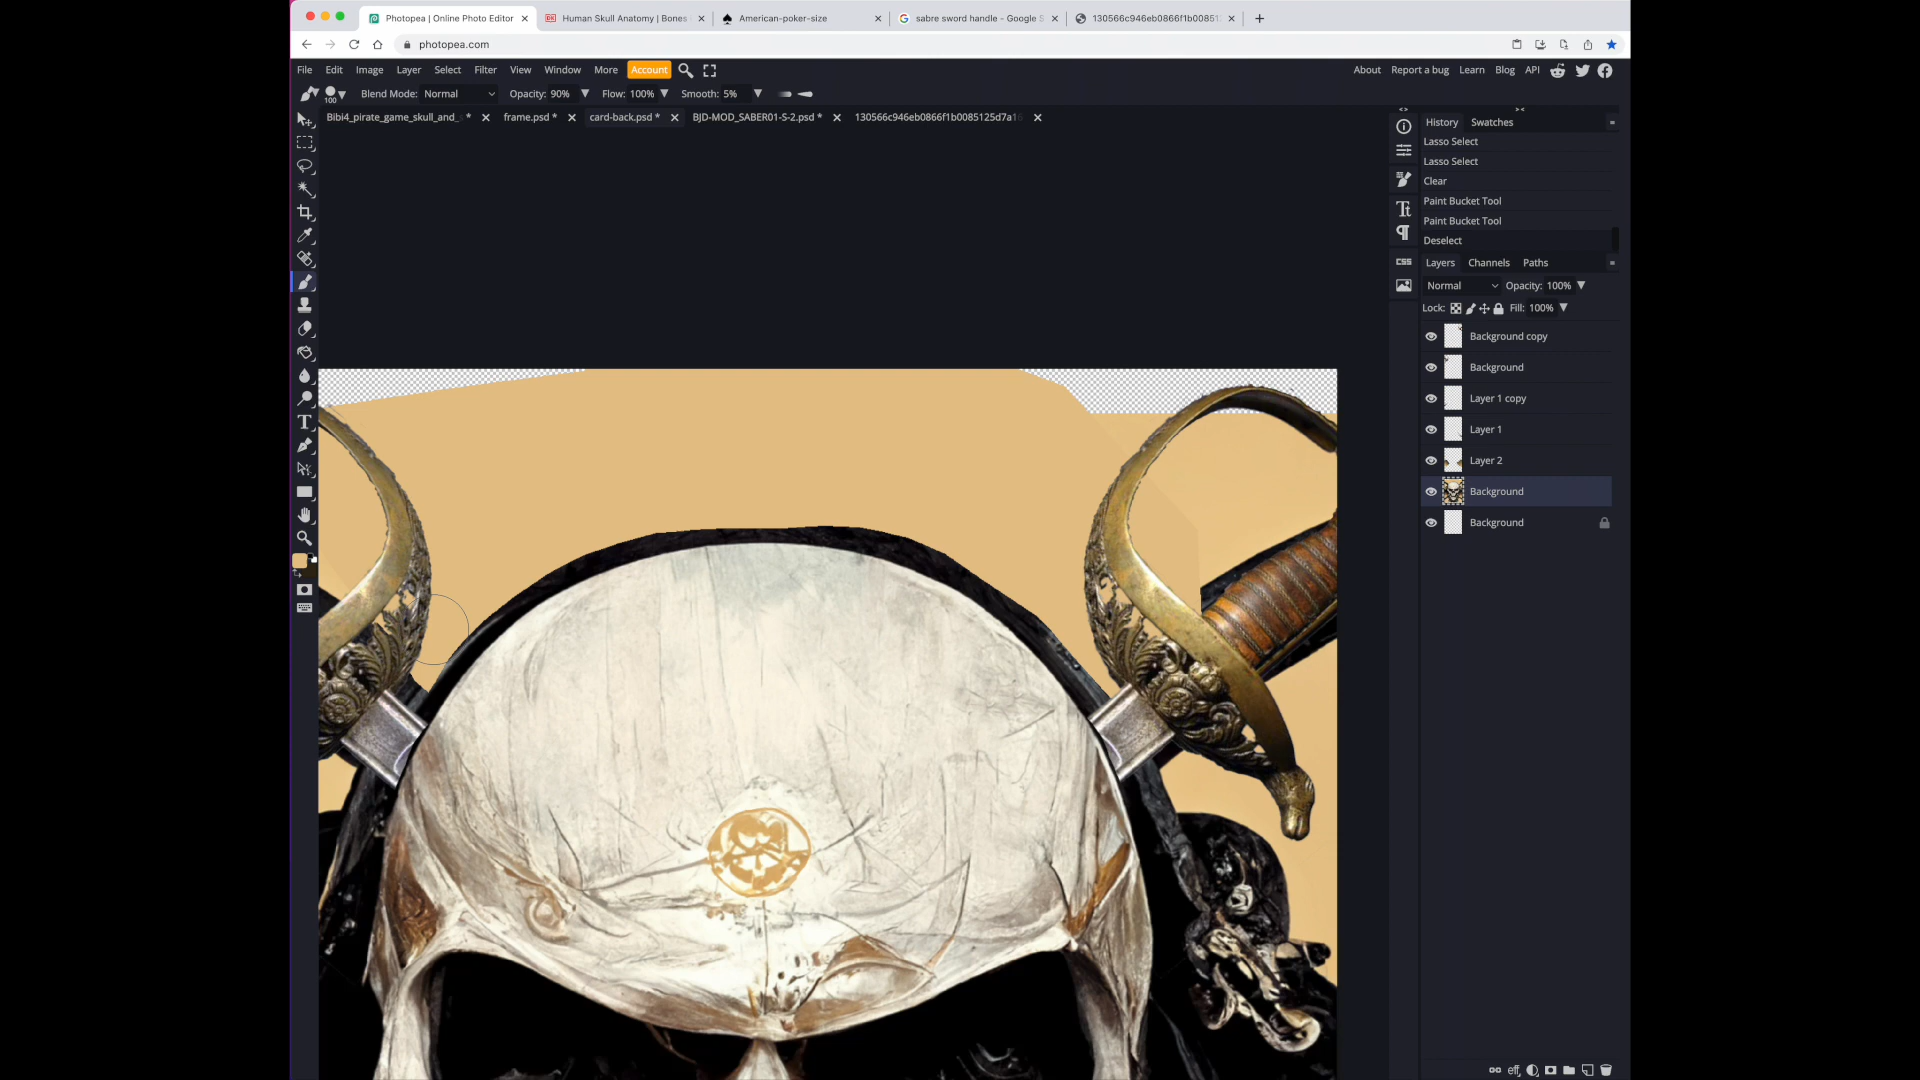 Photopea | Online Photo Editor
Human Skull Anatomy | Bones
American-poker-size
sabre sword handle - Google S
130566c946eb0866f1b00851
photopea.com
File Edit Image Layer Select Filter View Window More Account
About Report a bug Learn Blog API
100 Blend Mode: Normal Opacity: 90% Flow: 100% Smooth: 5%
Bibi4_pirate_game_skull_and_ *
frame.psd *
card-back.psd *
BJD-MOD_SABER01-S-2.psd *
130566c946eb0866f1b0085125d7a1
CSS
History Swatches
Lasso Select
Lasso Select
Clear
Paint Bucket Tool
Paint Bucket Tool
Deselect
Layers Channels Paths
Normal Opacity: 100%
Lock: Fill: 100%
Background copy
Background
Layer 1 copy
Layer 1
Layer 2
Background
Background
eff